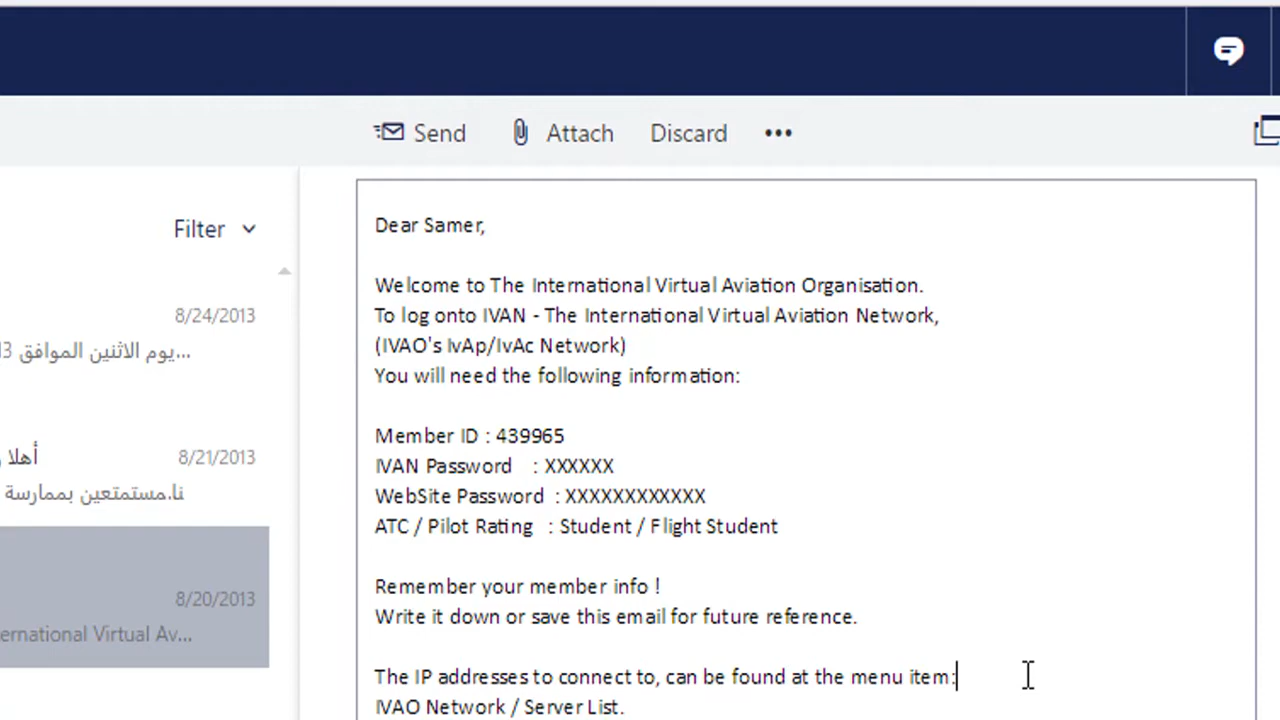 Send Attach Discard •••
Filter
8/24/2013
يوم الاثنين الموافق 13...
أهلا
8/21/2013
نا.مستمتعين بممارسة
8/20/2013
ernational Virtual Av...
Dear Samer,
Welcome to The International Virtual Aviation Organisation.
To log onto IVAN - The International Virtual Aviation Network,
(IVAO's IvAp/IvAc Network)
You will need the following information:
Member ID : 439965
IVAN Password : XXXXXX
WebSite Password : XXXXXXXXXXXX
ATC / Pilot Rating : Student / Flight Student
Remember your member info !
Write it down or save this email for future reference.
The IP addresses to connect to, can be found at the menu item:
IVAO Network / Server List.